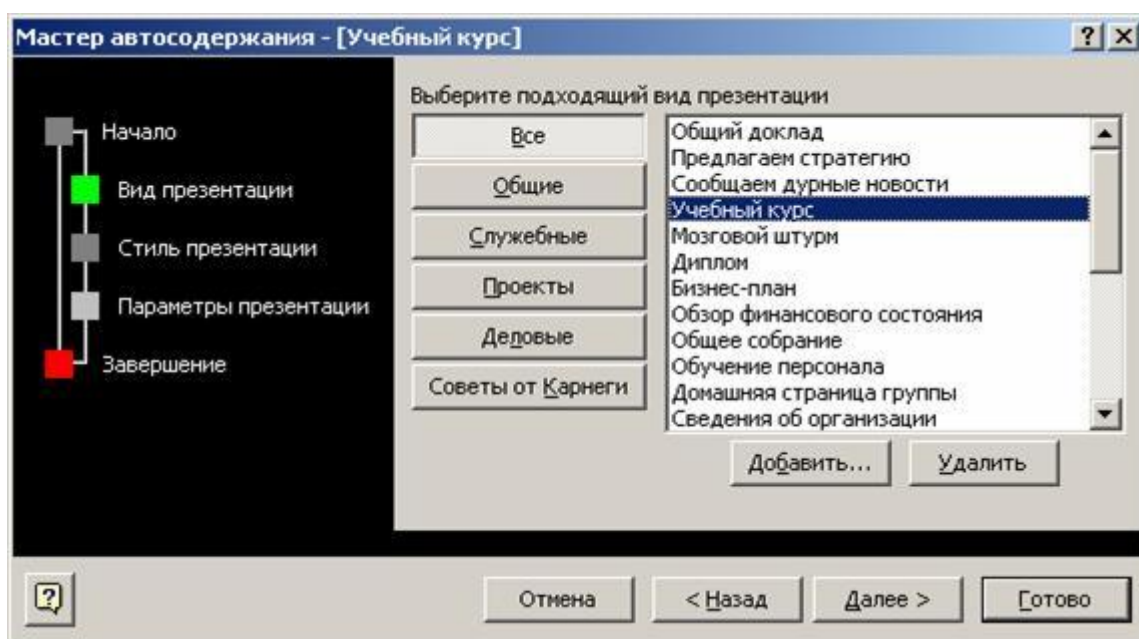 Мастер автосодержания - [Учебный курс]
Начало
Вид презентации
Стиль презентации
Параметры презентации
Завершение
Выберите подходящий вид презентации
Все
Общие
Служебные
Проекты
Деловые
Советы от Карнеги
Общий доклад
Предлагаем стратегию
Сообщаем дурные новости
Учебный курс
Мозговой штурм
Диплом
Бизнес-план
Обзор финансового состояния
Общее собрание
Обучение персонала
Домашняя страница группы
Сведения об организации
Добавить... Удалить
Отмена < Назад Далее > Готово